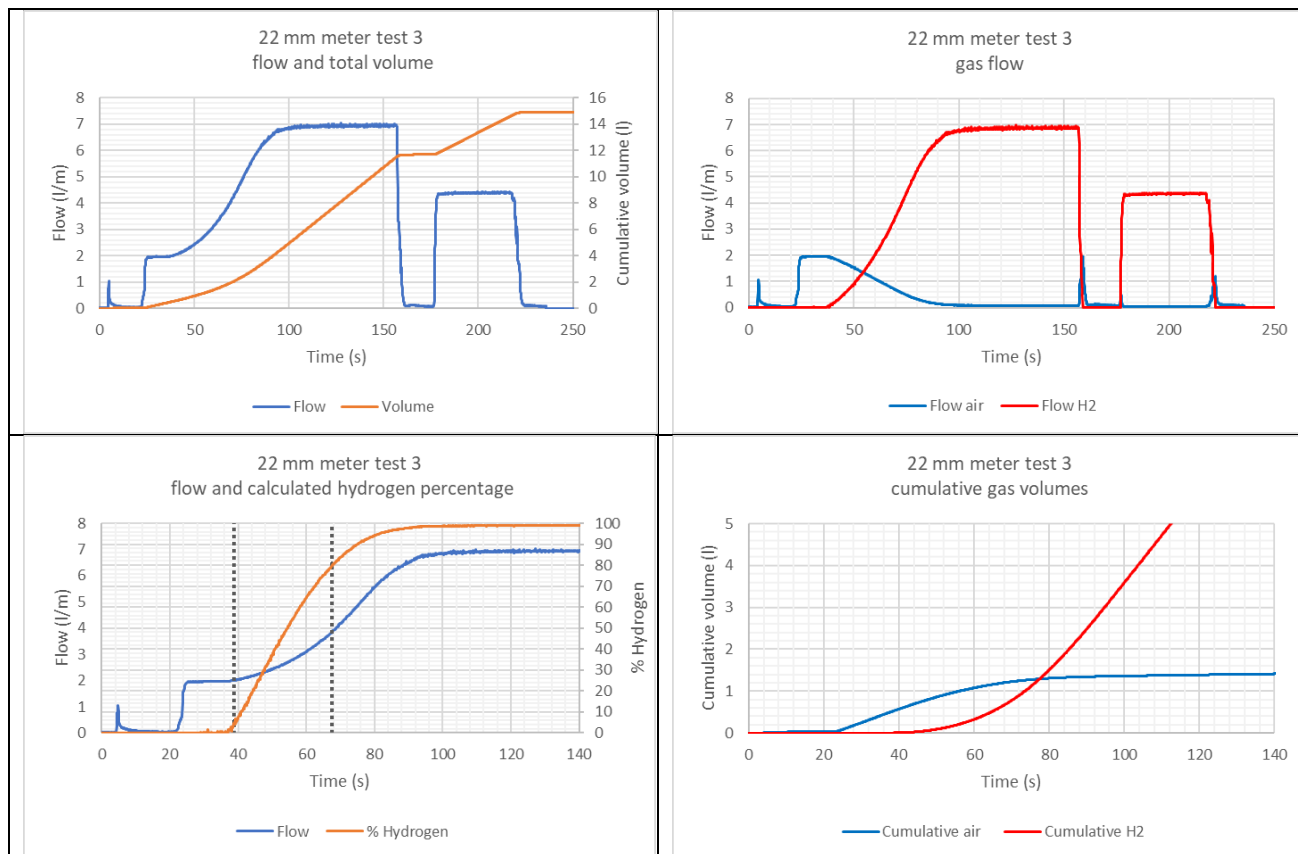 22 mm meter test 3
flow and total volume
8
7
6
5
4
3
2
1
0
Flow (l/m)
16
14
12
10
8
6
4
2
0
Cumulative volume (l)
0 50 100 150 200 250
Time (s)
Flow Volume
22 mm meter test 3
gas flow
8
7
6
5
4
3
2
1
0
Flow (l/m)
0 50 100 150 200 250
Time (s)
Flow air Flow H2
22 mm meter test 3
flow and calculated hydrogen percentage
8
7
6
5
4
3
2
1
0
Flow (l/m)
100
90
80
70
60
50
40
30
20
10
0
% Hydrogen
0 20 40 60 80 100 120 140
Time (s)
Flow % Hydrogen
22 mm meter test 3
cumulative gas volumes
5
4
3
2
1
0
Cumulative volume (l)
0 20 40 60 80 100 120 140
Time (s)
Cumulative air Cumulative H2